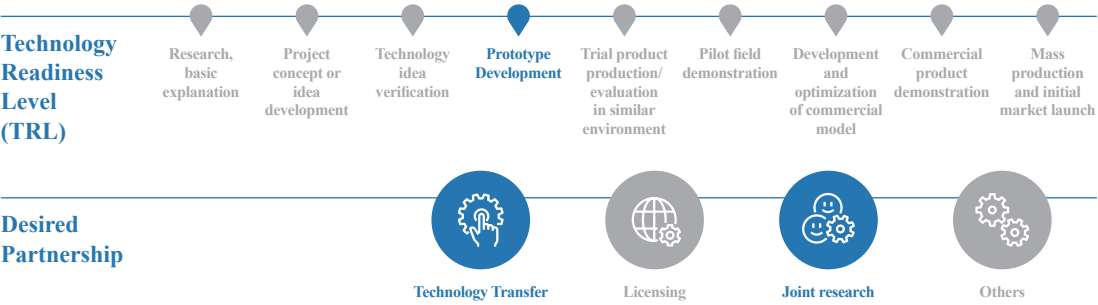 Technology
Readiness
Level
(TRL)
Research,
basic
explanation
Project
concept or
idea
development
Technology
idea
verification
Prototype
Development
Trial product
production/
evaluation
in similar
environment
Pilot field
demonstration
Development
and
optimization
of commercial
model
Commercial
product
demonstration
Mass
production
and initial
market launch
Desired
Partnership
Technology Transfer
Licensing
Joint research
Others